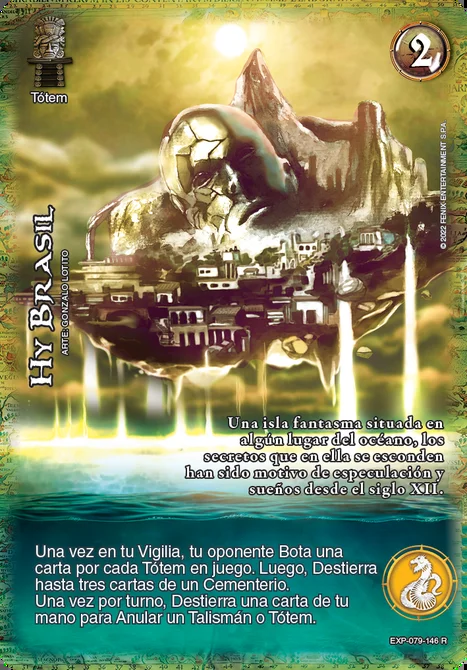 2
Tótem
HY BRASIL
ARTE: GONZALO LOTITO
© 2022 FENIX ENTERTAINMENT S.P.A
Una isla fantasma situada en
algún lugar del océano, los
secretos que en ella se esconden
han sido motivo de especulación y
sueños desde el siglo XII.
Una vez en tu Vigilia, tu oponente Bota una
carta por cada Tótem en juego. Luego, Destierra
hasta tres cartas de un Cementerio.
Una vez por turno, Destierra una carta de tu
mano para Anular un Talismán o Tótem.
EXP-079-146 R